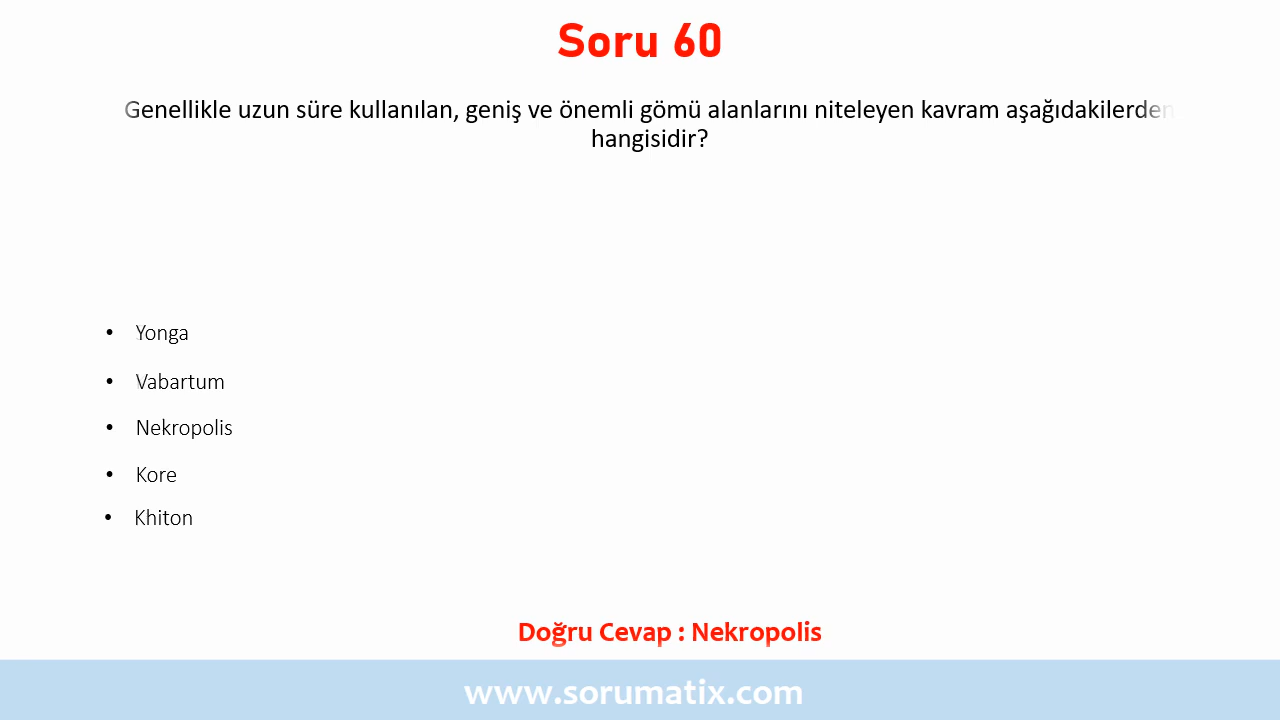 Soru 60
Genellikle uzun süre kullanılan, geniş ve önemli gömü alanlarını niteleyen kavram aşağıdakilerden
hangisidir?
• Yonga
• Vabartum
• Nekropolis
• Kore
• Khiton
Doğru Cevap : Nekropolis
www.sorumatix.com